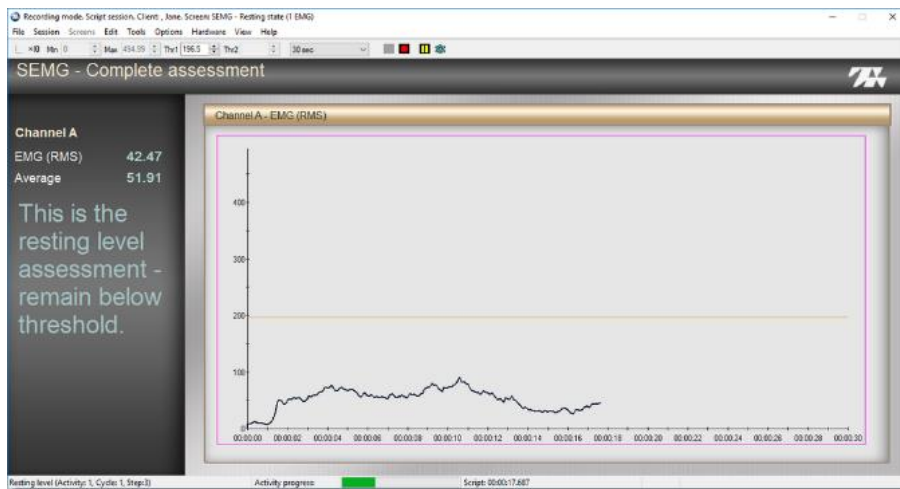 Recording mode. Script session. Client: , Jane. Screen: SEMG - Resting state (1 EMG)
File Session Screens Edit Tools Options Hardware View Help
Min 0 Max 494.99 Thr1 196.5 Thr2 30 sec
SEMG - Complete assessment
Channel A - EMG (RMS)
Channel A
EMG (RMS) 42.47
Average 51.91
This is the
resting level
assessment -
remain below
threshold.
400
300
200
100
0
00:00:00 00:00:02 00:00:04 00:00:06 00:00:08 00:00:10 00:00:12 00:00:14 00:00:16 00:00:18 00:00:20 00:00:22 00:00:24 00:00:26 00:00:28 00:00:30
Resting level (Activity: 1, Cycle: 1, Step:3) Activity progress: Script: 00:00:17.687